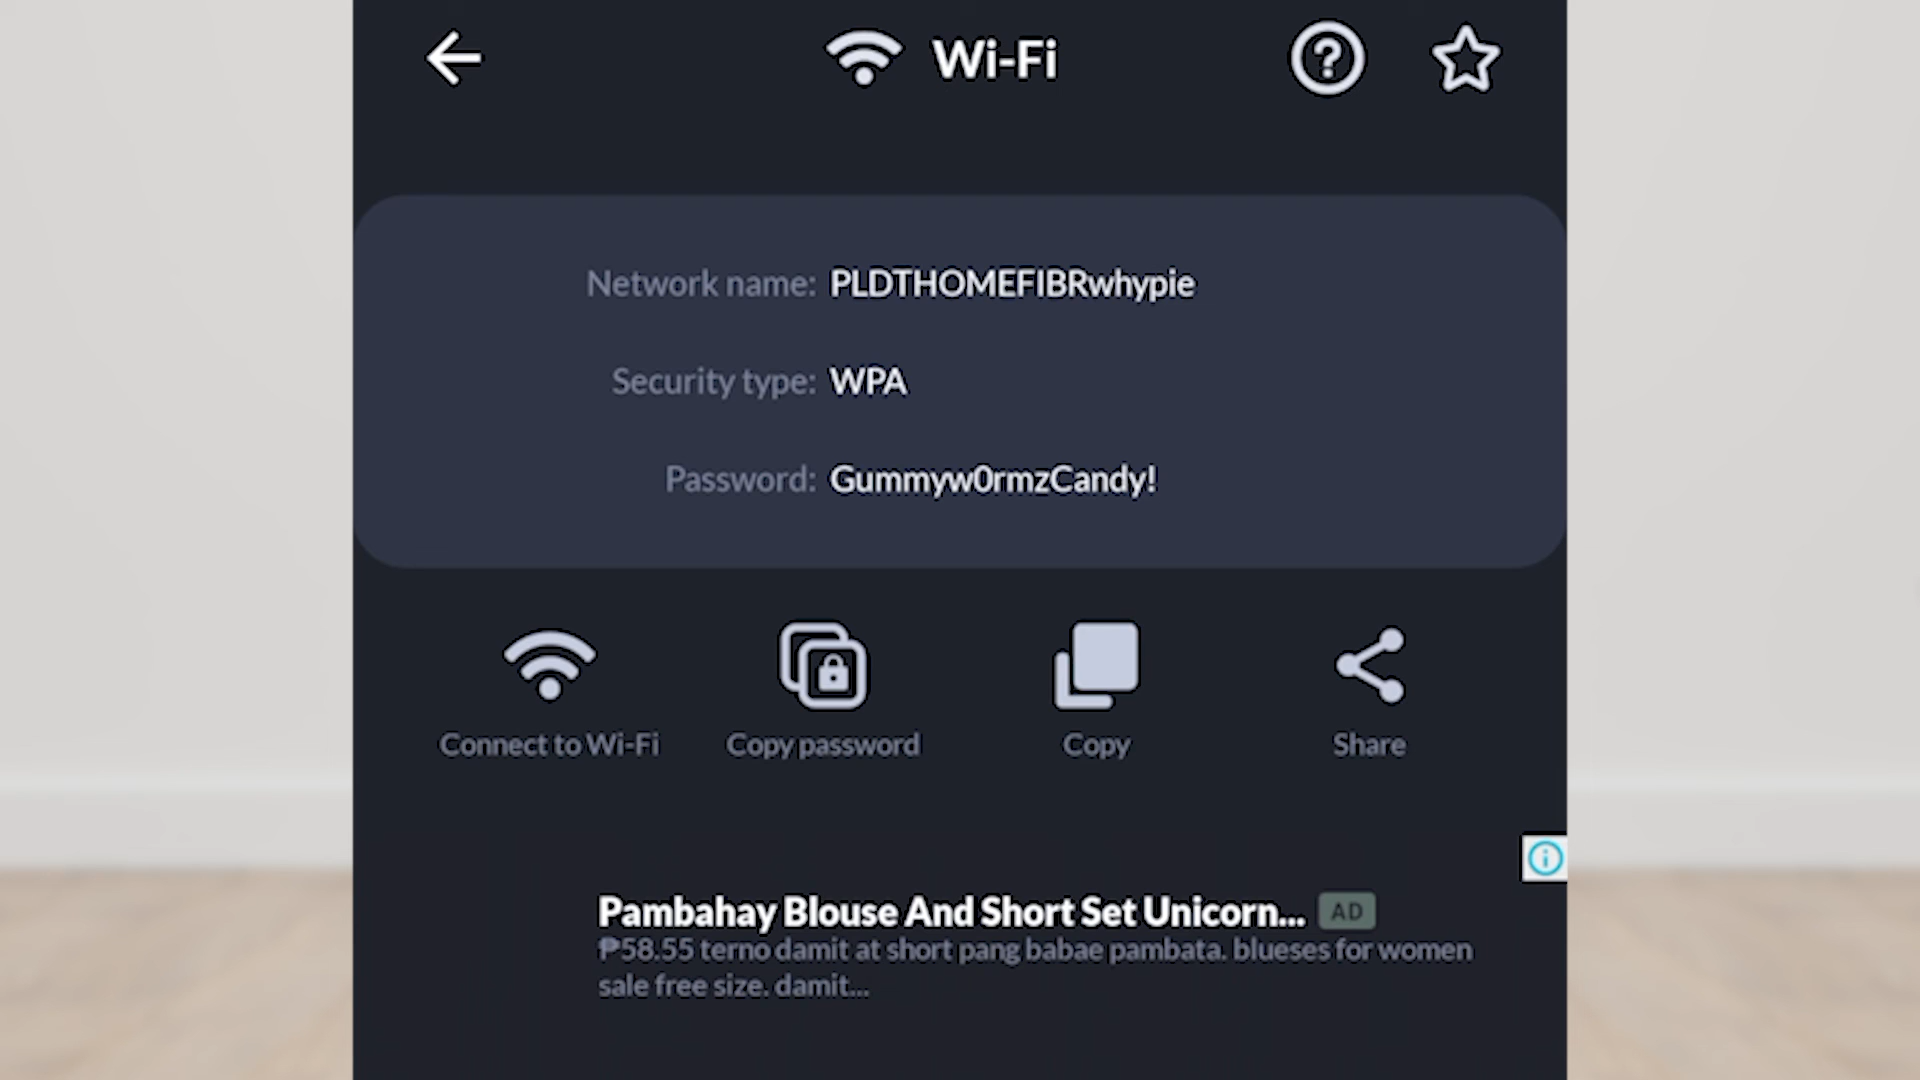 Wi-Fi
Network name: PLDTHOMEFIBRwhypie
Security type: WPA
Password: Gummyw0rmzCandy!
Connect to Wi-Fi Copy password Copy Share
Pambahay Blouse And Short Set Unicorn... AD
₱58.55 terno damit at short pang babae pambata. blueses for women
sale free size. damit...